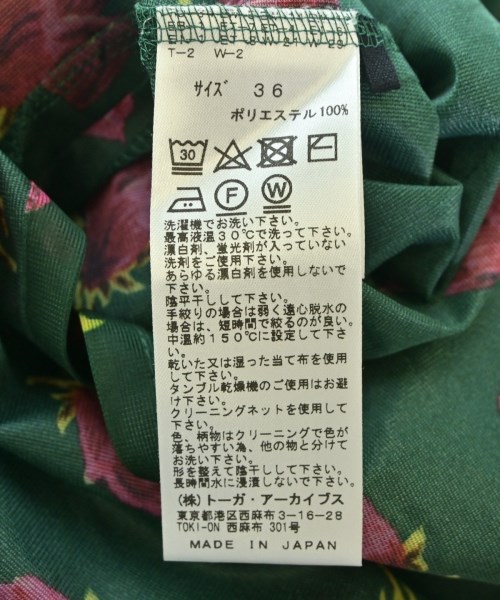 T-2 W-2
サイズ 36
ポリエステル100%
30
F W
洗濯機でお洗い下さい。
最高液温30℃で洗って下さい。
漂白剤、蛍光剤が入っていない
洗剤をご使用下さい。
あらゆる漂白剤を使用しないで
下さい。
陰平干しして下さい。
手絞りの場合は弱く遠心脱水の
場合は、短時間で絞るのが良い。
中温約150℃に設定して下さ
い。
乾いた又は湿った当て布を使用
して下さい。
タンブル乾燥機のご使用はお避
け下さい。
クリーニングネットを使用して
下さい。
色、柄物はクリーニングで色が
落ちやすい為、他の物と分けて
お洗い下さい。
形を整えて陰干しして下さい。
長時間水に浸漬しないで下さい。
(株)トーガ・アーカイブス
東京都港区西麻布3-16-28
TOKI-ON 西麻布 301号
MADE IN JAPAN